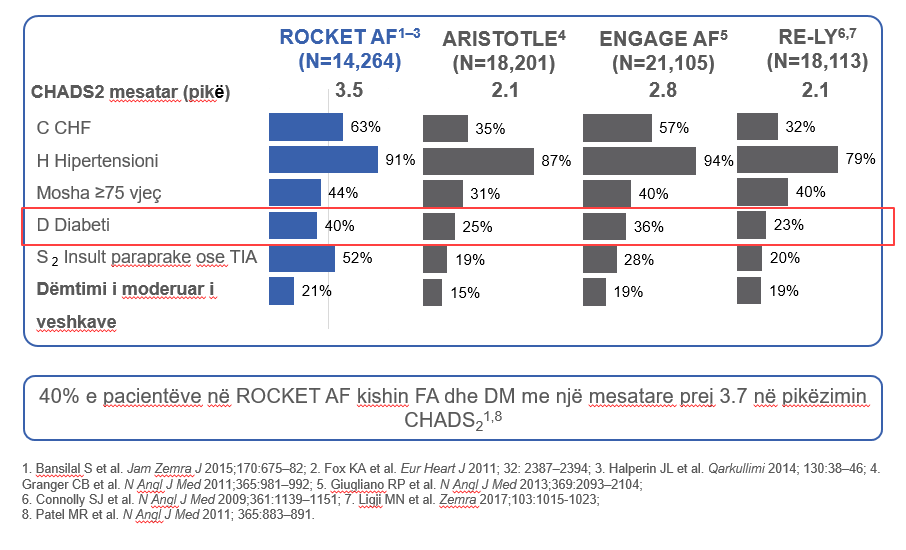 ROCKET AF1–3 ARISTOTLE4 ENGAGE AF5 RE-LY6,7
(N=14,264) (N=18,201) (N=21,105) (N=18,113)
CHADS2 mesatar (pikë) 3.5 2.1 2.8 2.1
C CHF 63% 35% 57% 32%
H Hipertensioni 91% 87% 94% 79%
Mosha ≥75 vjeç 44% 31% 40% 40%
D Diabeti 40% 25% 36% 23%
S 2 Insult paraprake ose TIA 52% 19% 28% 20%
Dëmtimi i moderuar i 21% 15% 19% 19%
veshkave
40% e pacientëve në ROCKET AF kishin FA dhe DM me një mesatare prej 3.7 në pikëzimin
CHADS21,8
1. Bansilal S et al. Jam Zemra J 2015;170:675–82; 2. Fox KA et al. Eur Heart J 2011; 32: 2387–2394; 3. Halperin JL et al. Qarkullimi 2014; 130:38–46; 4.
Granger CB et al. N Angl J Med 2011;365:981–992; 5. Giugliano RP et al. N Angl J Med 2013;369:2093–2104;
6. Connolly SJ et al. N Angl J Med 2009;361:1139–1151; 7. Ligji MN et al. Zemra 2017;103:1015-1023;
8. Patel MR et al. N Angl J Med 2011; 365:883–891.